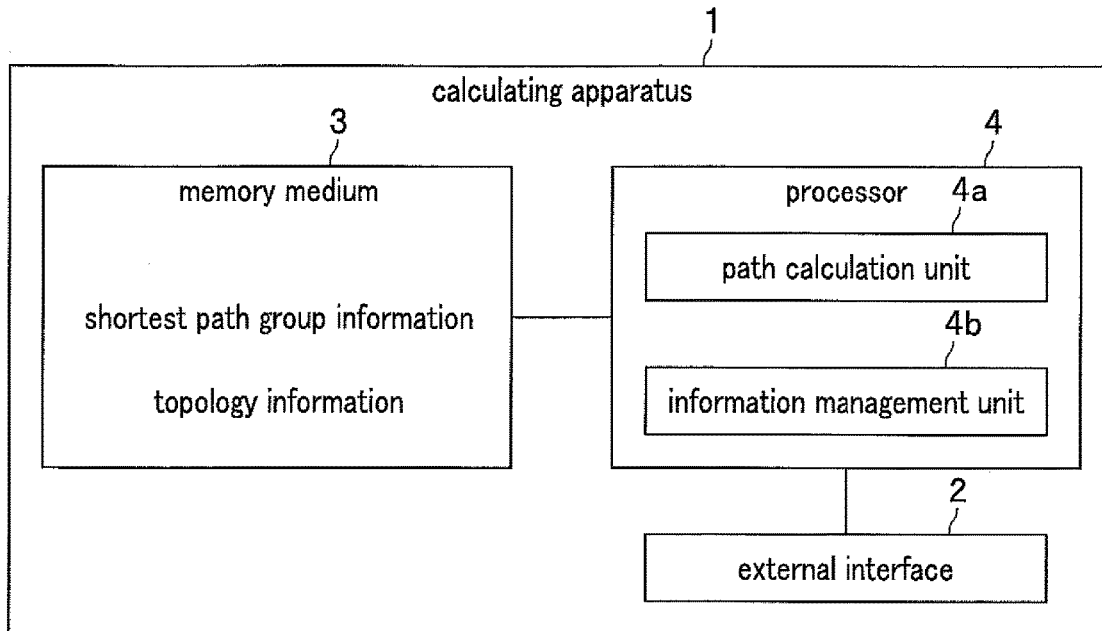 1
calculating apparatus
3
memory medium
shortest path group information
topology information
4
processor
4a
path calculation unit
4b
information management unit
2
external interface